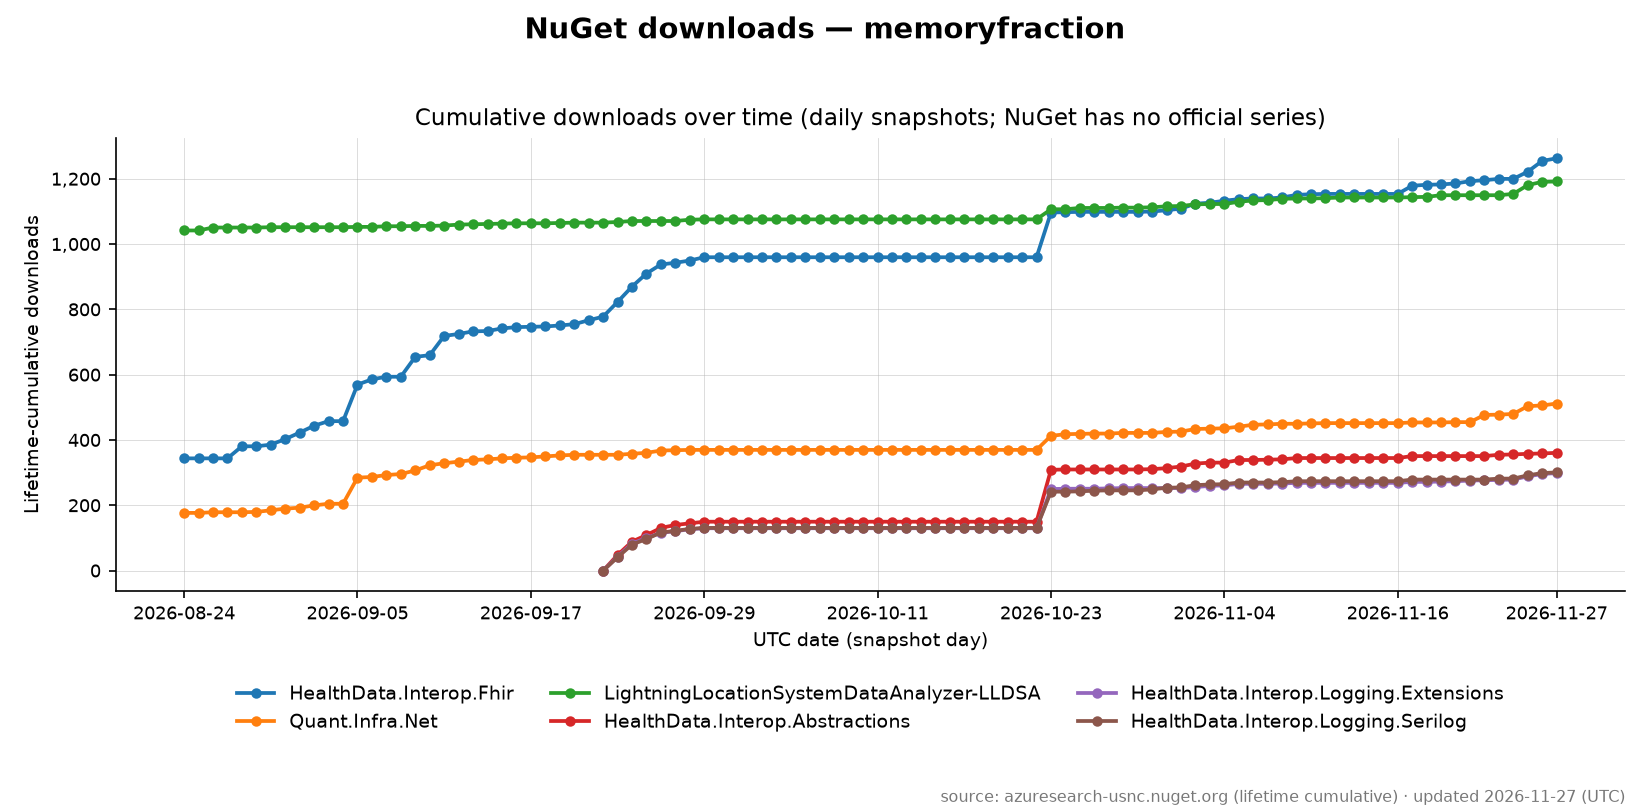 NuGet downloads — memoryfraction
Cumulative downloads over time (daily snapshots; NuGet has no official series)
Lifetime-cumulative downloads
1,200
1,000
800
600
400
200
0
2026-08-24 2026-09-05 2026-09-17 2026-09-29 2026-10-11 2026-10-23 2026-11-04 2026-11-16 2026-11-27
UTC date (snapshot day)
HealthData.Interop.Fhir LightningLocationSystemDataAnalyzer-LLDSA HealthData.Interop.Logging.Extensions
Quant.Infra.Net HealthData.Interop.Abstractions HealthData.Interop.Logging.Serilog
source: azuresearch-usnc.nuget.org (lifetime cumulative) · updated 2026-11-27 (UTC)